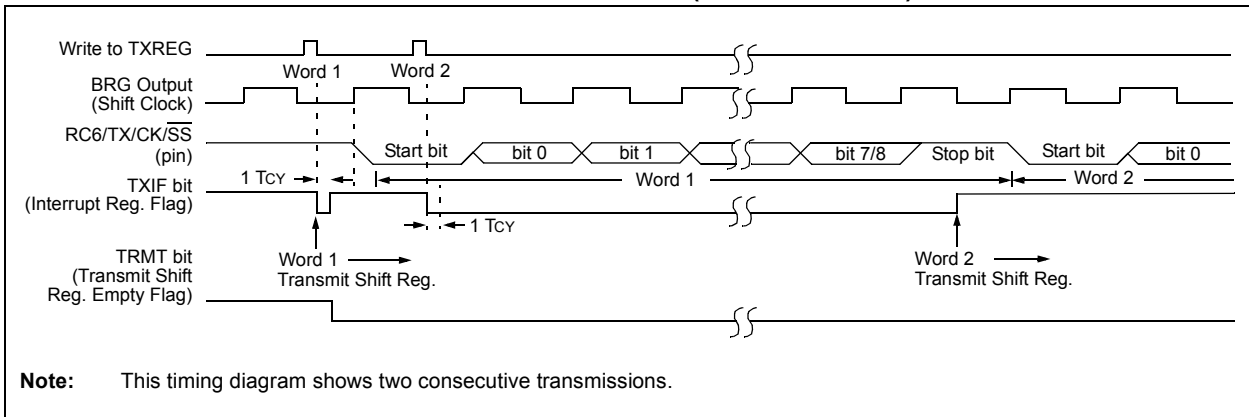 Write to TXREG
Word 1 Word 2
BRG Output
(Shift Clock)
RC6/TX/CK/SS
(pin)
Start bit bit 0 bit 1 bit 7/8 Stop bit Start bit bit 0
1 TCY Word 1 Word 2
TXIF bit
(Interrupt Reg. Flag)
1 TCY
TRMT bit
(Transmit Shift
Reg. Empty Flag)
Word 1
Transmit Shift Reg.
Word 2
Transmit Shift Reg.
Note: This timing diagram shows two consecutive transmissions.